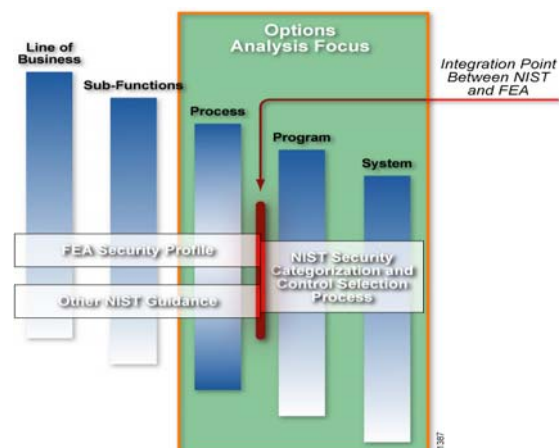 Options
Analysis Focus
Line of
Business
Sub-Functions
Process
Program
System
Integration Point
Between NIST
and FEA
FEA Security Profile
Other NIST Guidance
NIST Security
Categorization and
Control Selection
Process
1387